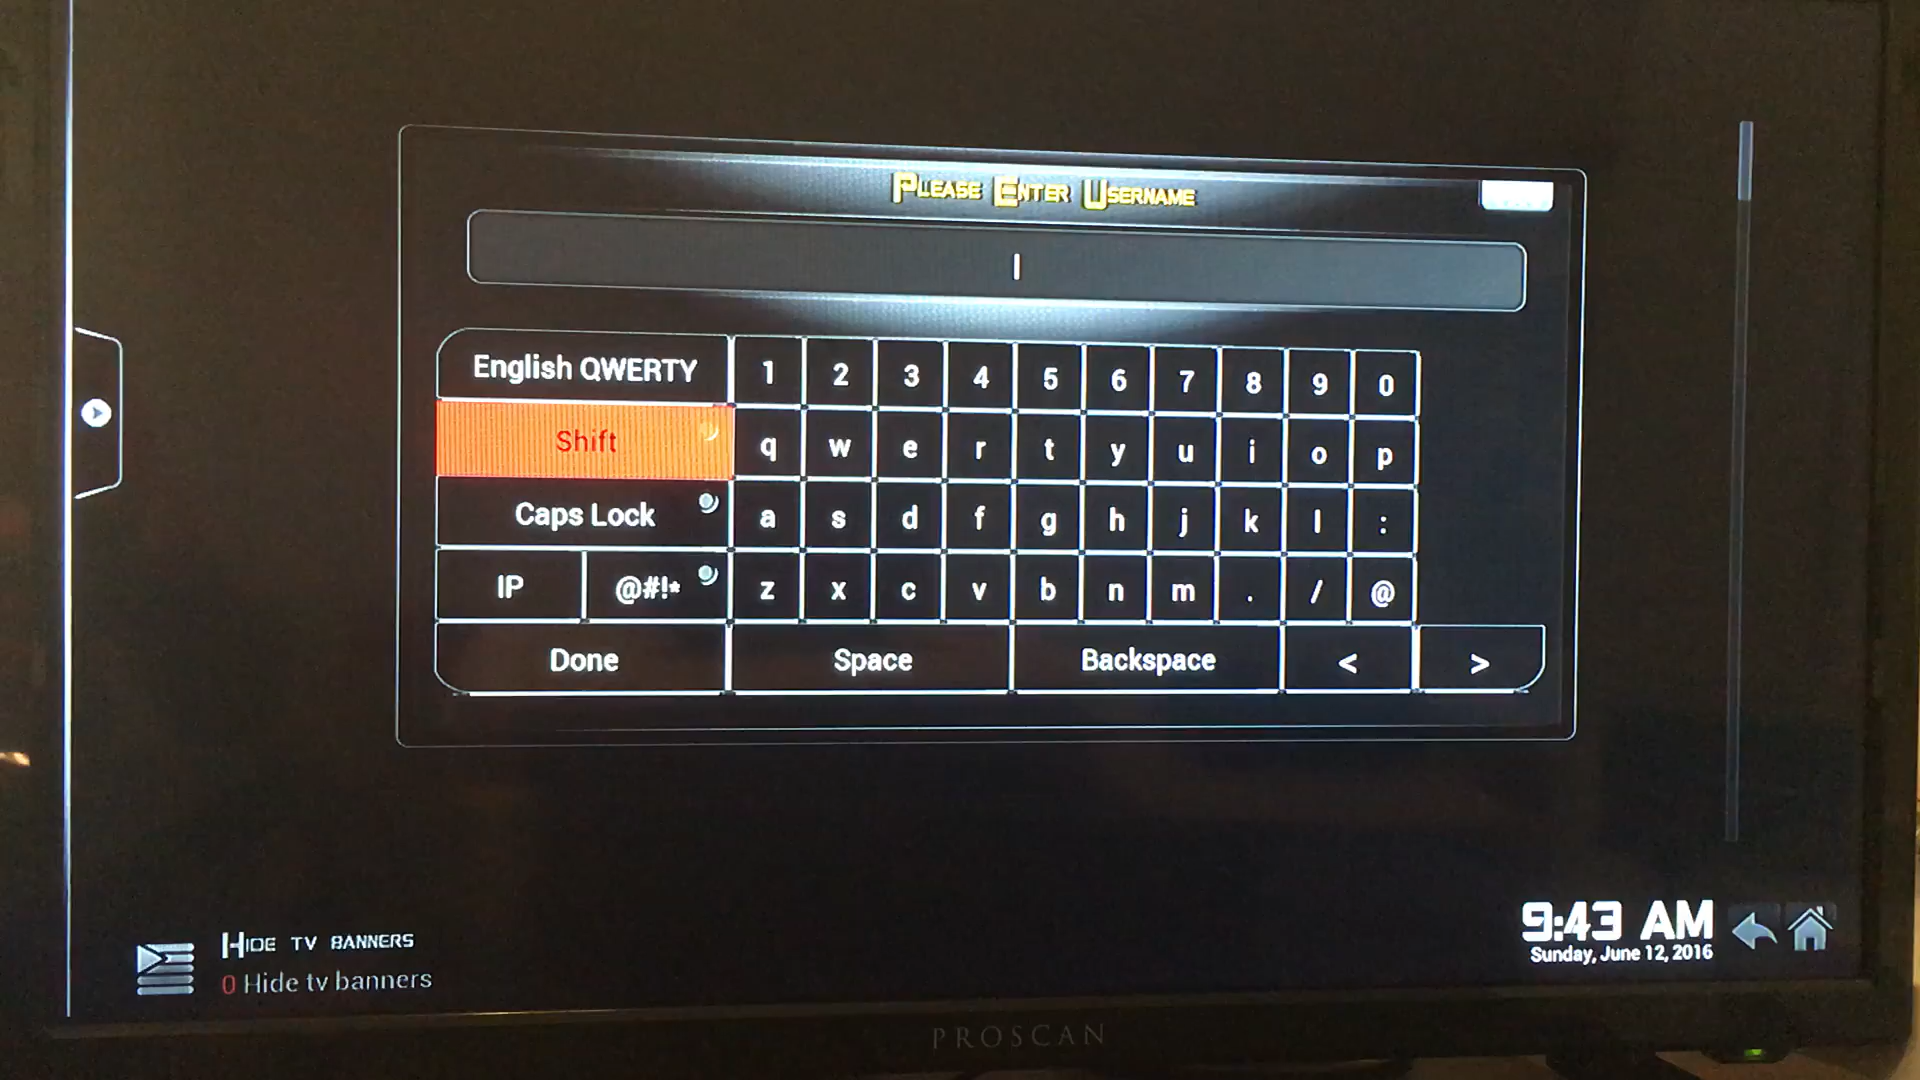 Please Enter Username
English QWERTY 1 2 3 4 5 6 7 8 9 0
Shift q w e r t y u i o p
Caps Lock a s d f g h j k l :
IP @#!* z x c v b n m . / @
Done Space Backspace < >
9:43 AM
Sunday, June 12, 2016
Hide tv banners
0 Hide tv banners
PROSCAN